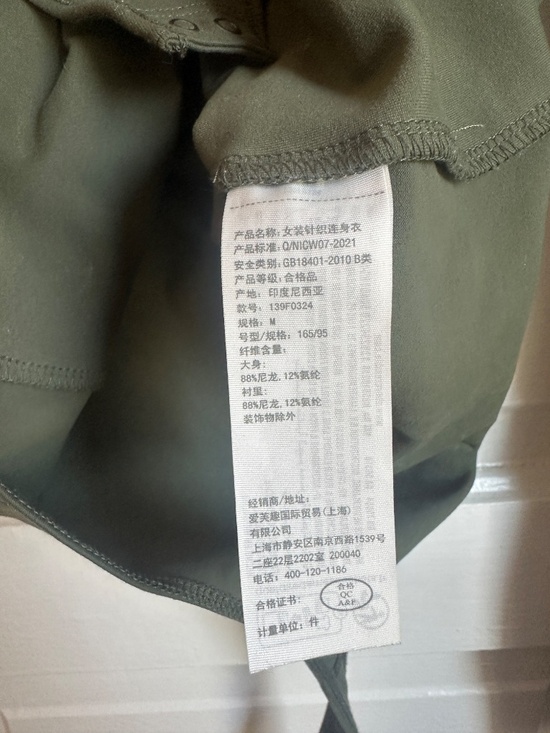 产品名称: 女装针织连身衣
产品标准: Q/NICW07-2021
安全类别: GB18401-2010 B类
产品等级: 合格品
产地: 印度尼西亚
款号: 139F0324
规格: M
号型/规格: 165/95
纤维含量:
大身:
88%尼龙,12%氨纶
衬里:
88%尼龙,12%氨纶
装饰物除外
经销商/地址:
爱芙趣国际贸易(上海)
有限公司
上海市静安区南京西路1539号
二座22层2202室 200040
电话: 400-120-1186
合格证书:
合格
QC
A&F
计量单位: 件